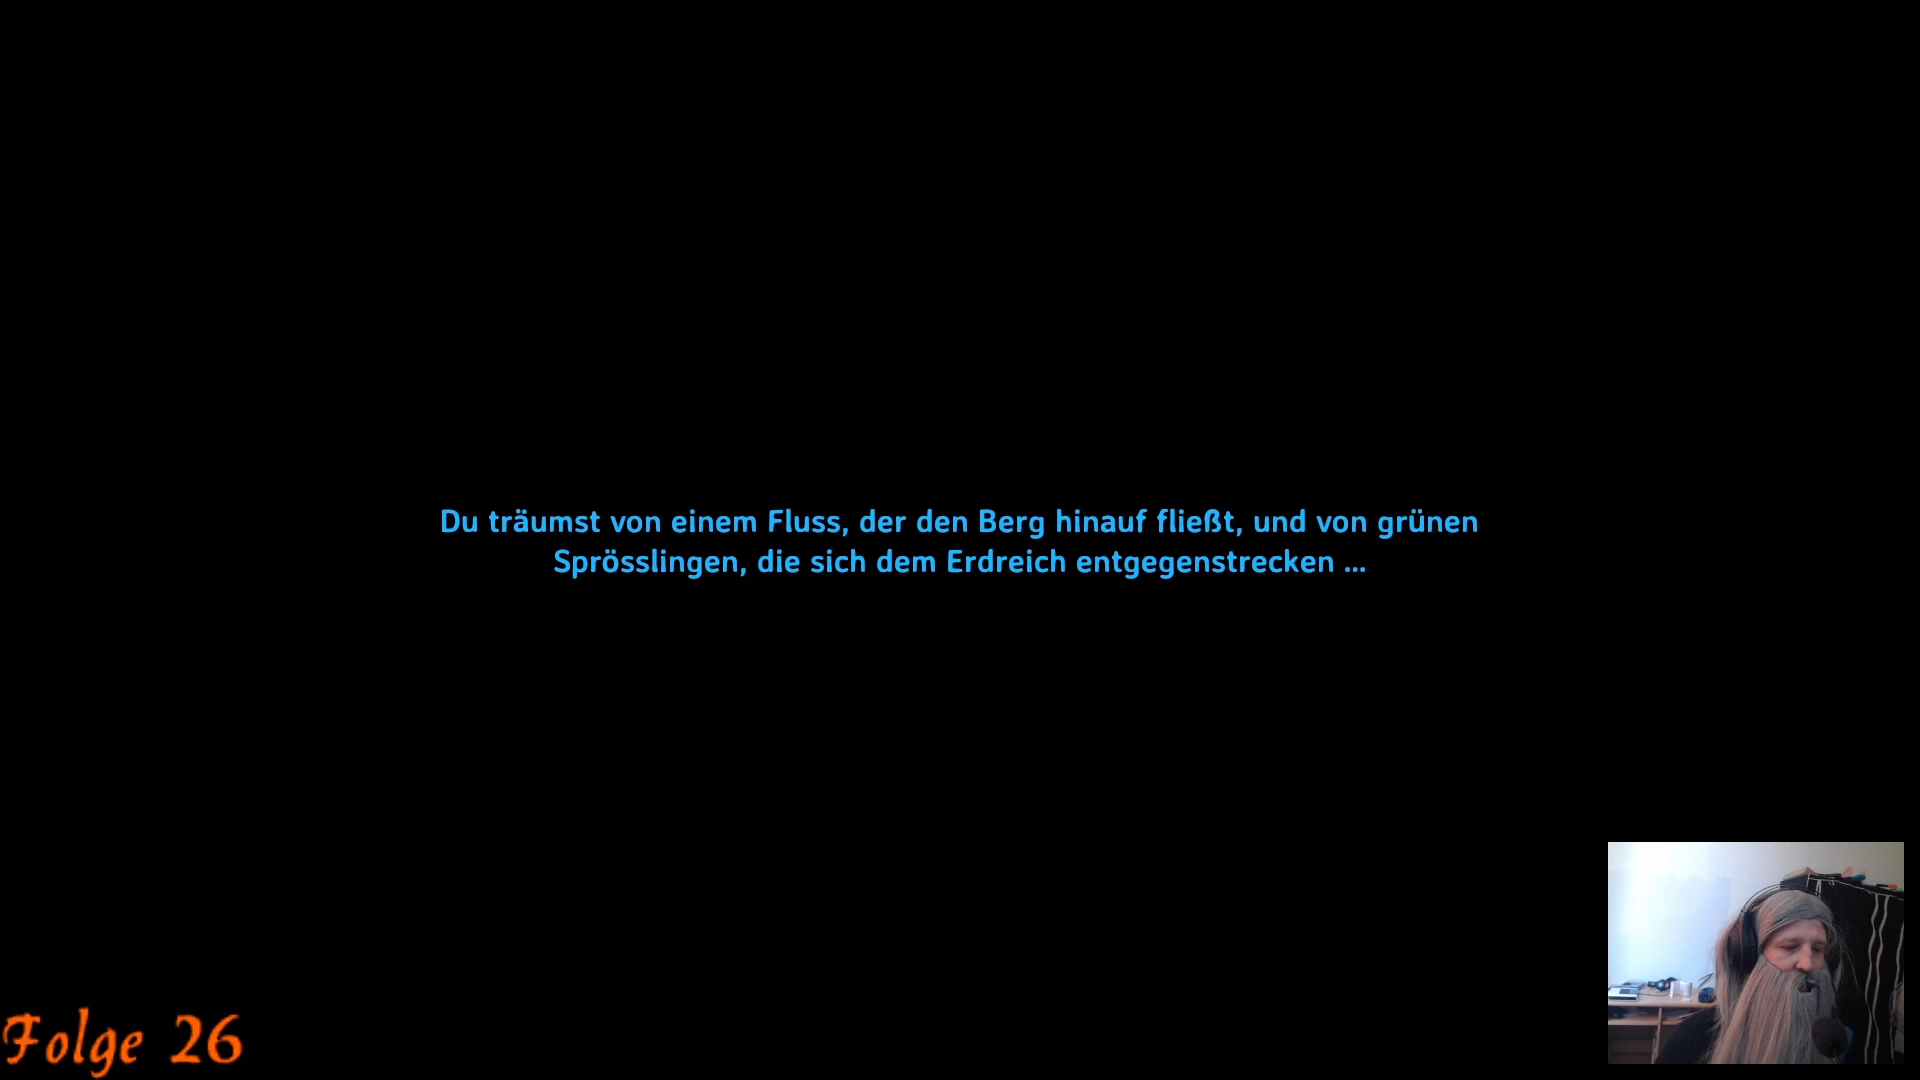 Du träumst von einem Fluss, der den Berg hinauf fließt, und von grünen
Sprösslingen, die sich dem Erdreich entgegenstrecken ...
Folge 26